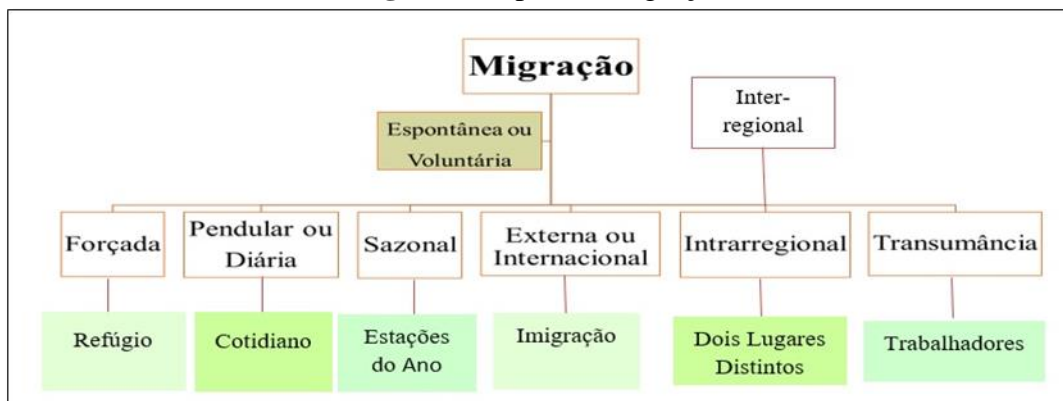 Migração
Inter-
regional
Espontânea ou
Voluntária
Forçada
Pendular ou
Diária
Sazonal
Externa ou
Internacional
Intrarregional
Transumância
Refúgio
Cotidiano
Estações
do Ano
Imigração
Dois Lugares
Distintos
Trabalhadores